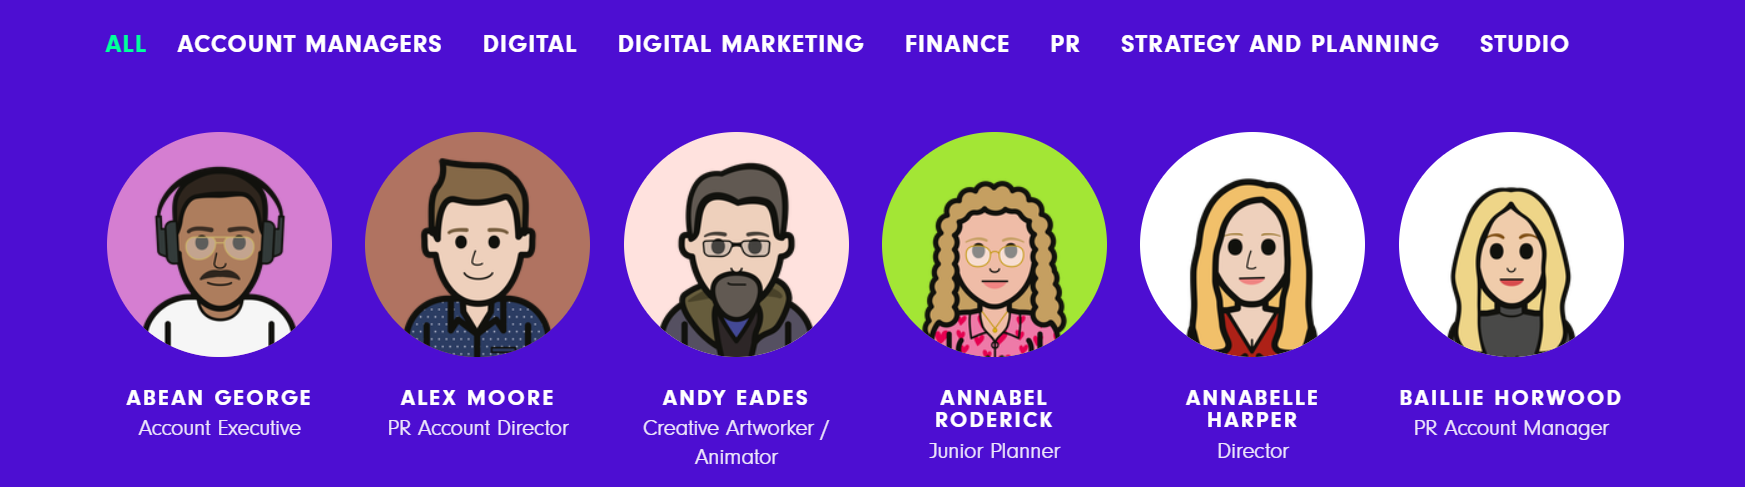 ALL ACCOUNT MANAGERS DIGITAL DIGITAL MARKETING FINANCE PR STRATEGY AND PLANNING STUDIO
ABEAN GEORGE
Account Executive
ALEX MOORE
PR Account Director
ANDY EADES
Creative Artworker /
Animator
ANNABEL
RODERICK
Junior Planner
ANNABELLE
HARPER
Director
BAILLIE HORWOOD
PR Account Manager